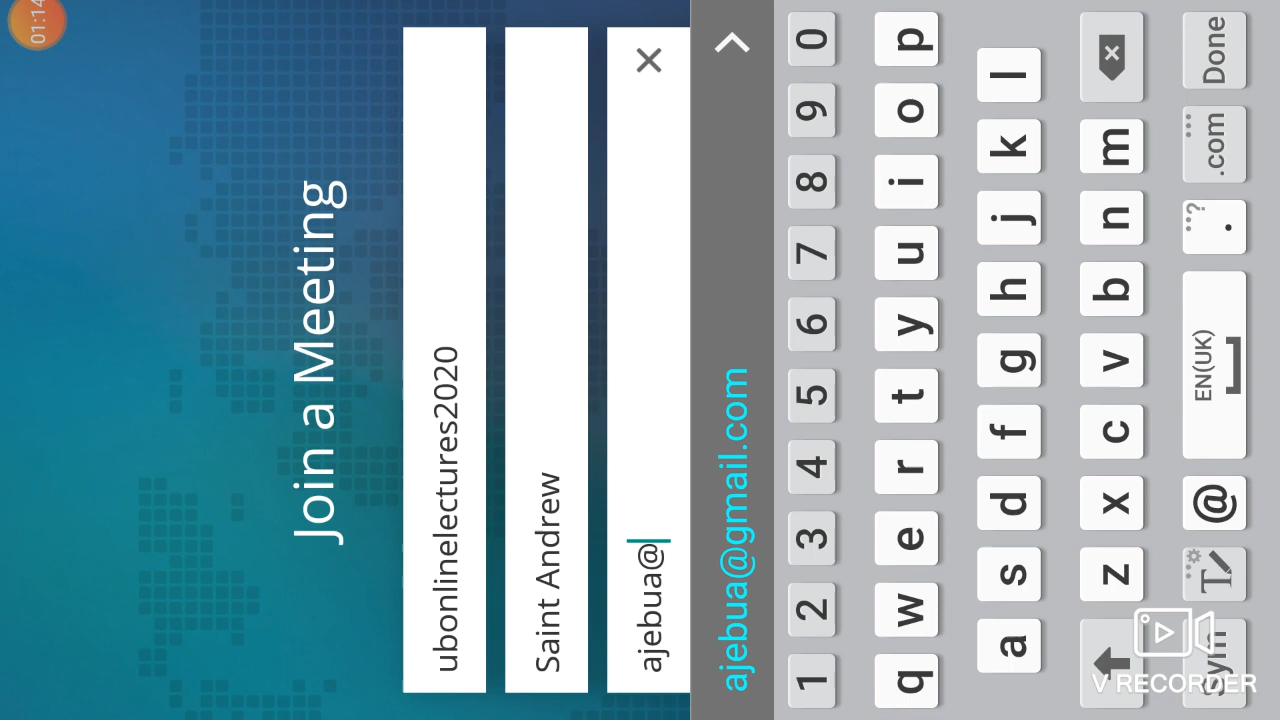 01:14
Join a Meeting
ubonlinelectures2020
Saint Andrew
ajebua@
ajebua@gmail.com
1 2 3 4 5 6 7 8 9 0
q w e r t y u i o p
a s d f g h j k l
z x c v b n m
Sym @ EN(UK) . .com Done
V RECORDER